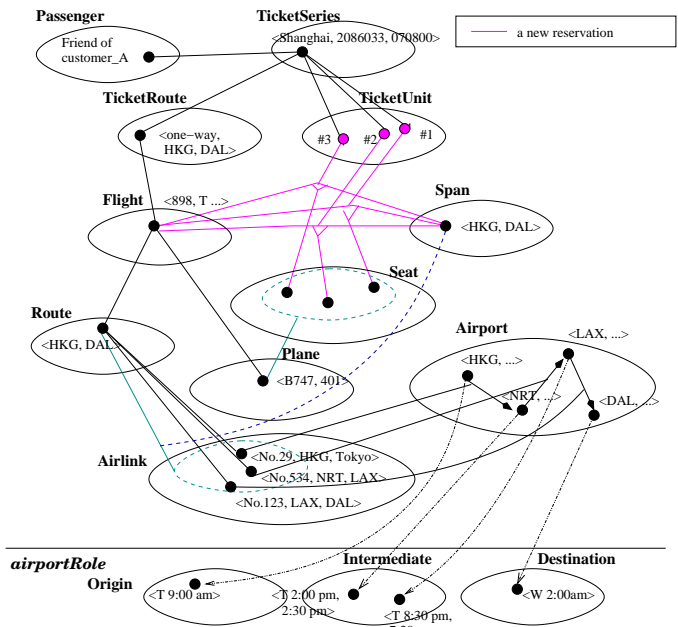 Passenger
TicketSeries
Friend of
customer_A
<Shanghai, 2086033, 070800>
a new reservation
TicketRoute
TicketUnit
<one-way,
HKG, DAL>
#3
#2
#1
Flight
<898, T ...>
Span
<HKG, DAL>
Seat
Route
<HKG, DAL>
Plane
<B747, 401>
Airport
<LAX, ...>
<HKG, ...>
<NRT, ...>
<DAL, ...>
Airlink
<No.29, HKG, Tokyo>
<No.534, NRT, LAX>
<No.123, LAX, DAL>
airportRole
Origin
Intermediate
Destination
<T 9:00 am>
<T 2:00 pm,
2:30 pm>
<T 8:30 pm,
<W 2:00am>